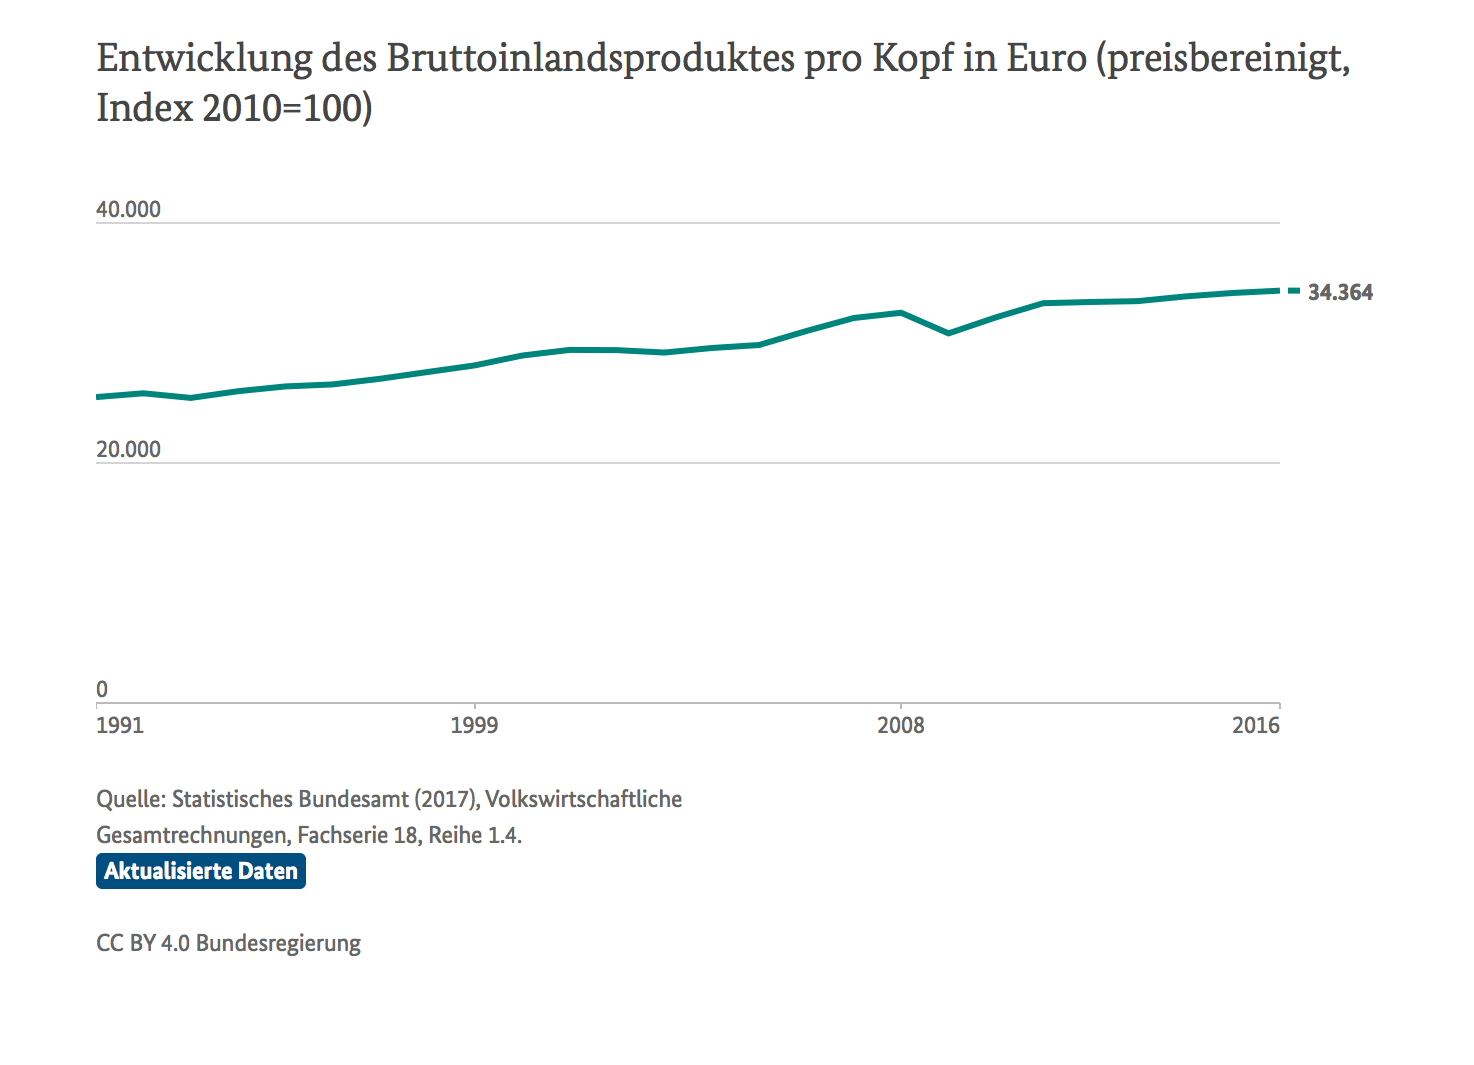 Entwicklung des Bruttoinlandsproduktes pro Kopf in Euro (preisbereinigt,
Index 2010=100)
40.000
34.364
20.000
0
1991 1999 2008 2016
Quelle: Statistisches Bundesamt (2017), Volkswirtschaftliche
Gesamtrechnungen, Fachserie 18, Reihe 1.4.
Aktualisierte Daten
CC BY 4.0 Bundesregierung